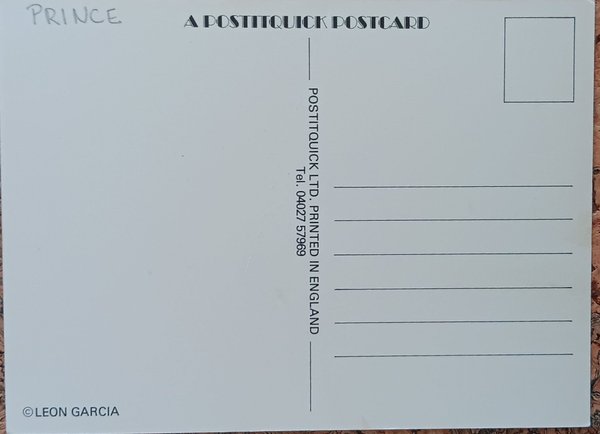 PRINCE
A POSTITQUICK POSTCARD
POSTITQUICK LTD. PRINTED IN ENGLAND
Tel. 04027 57969
©LEON GARCIA